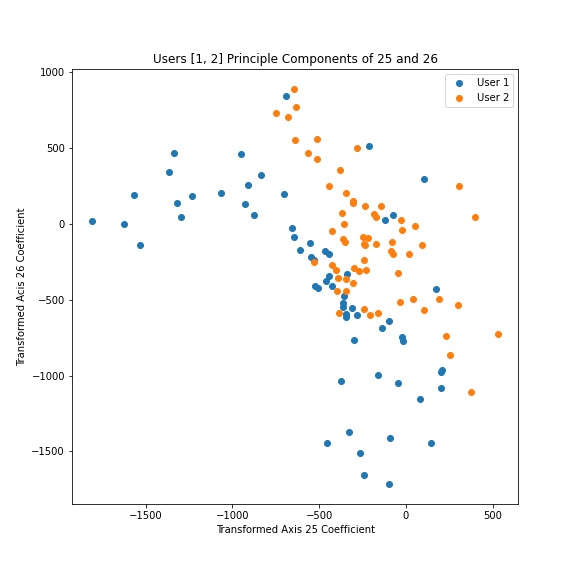 Users [1, 2] Principle Components of 25 and 26
User 1
User 2
1000
500
0
−500
−1000
−1500
Transformed Acis 26 Coefficient
−1500
−1000
−500
0
500
Transformed Axis 25 Coefficient